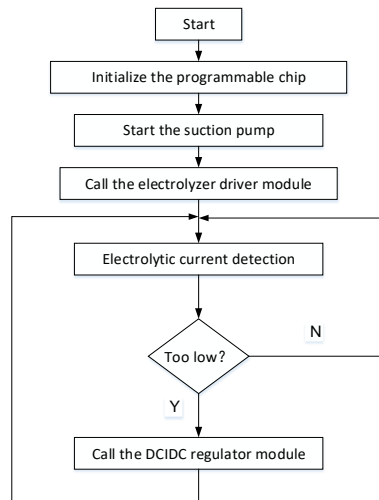 Start
Initialize the programmable chip
Start the suction pump
Call the electrolyzer driver module
Electrolytic current detection
Too low?
N
Y
Call the DCIDC regulator module